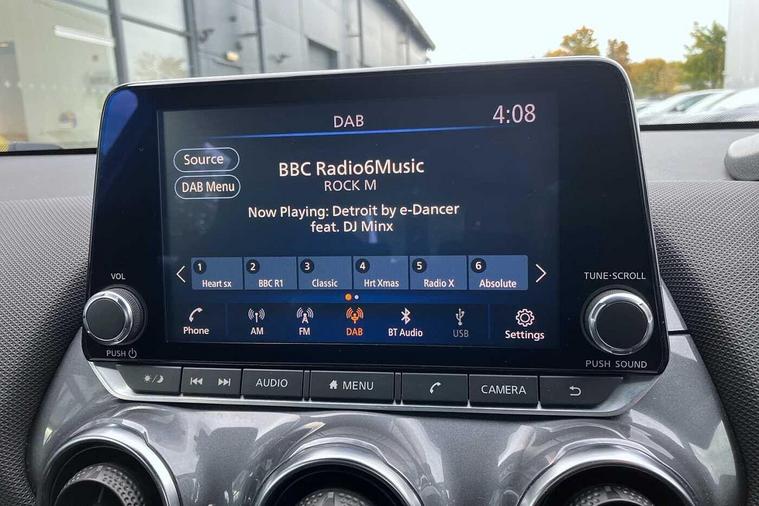 DAB
4:08
Source
DAB Menu
BBC Radio6Music
ROCK M
Now Playing: Detroit by e-Dancer
feat. DJ Minx
1 2 3 4 5 6
Heart sx BBC R1 Classic Hrt Xmas Radio X Absolute
Phone AM FM DAB BT Audio USB Settings
VOL
PUSH
TUNE·SCROLL
PUSH SOUND
AUDIO MENU CAMERA